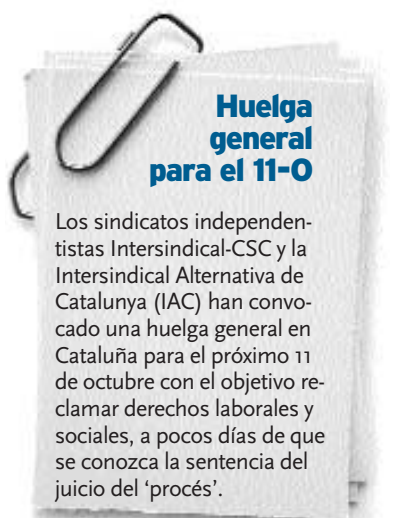 Huelga
general
para el 11-O
Los sindicatos independen-
tistas Intersindical-CSC y la
Intersindical Alternativa de
Catalunya (IAC) han convo-
cado una huelga general en
Cataluña para el próximo 11
de octubre con el objetivo re-
clamar derechos laborales y
sociales, a pocos días de que
se conozca la sentencia del
juicio del ‘procés’.